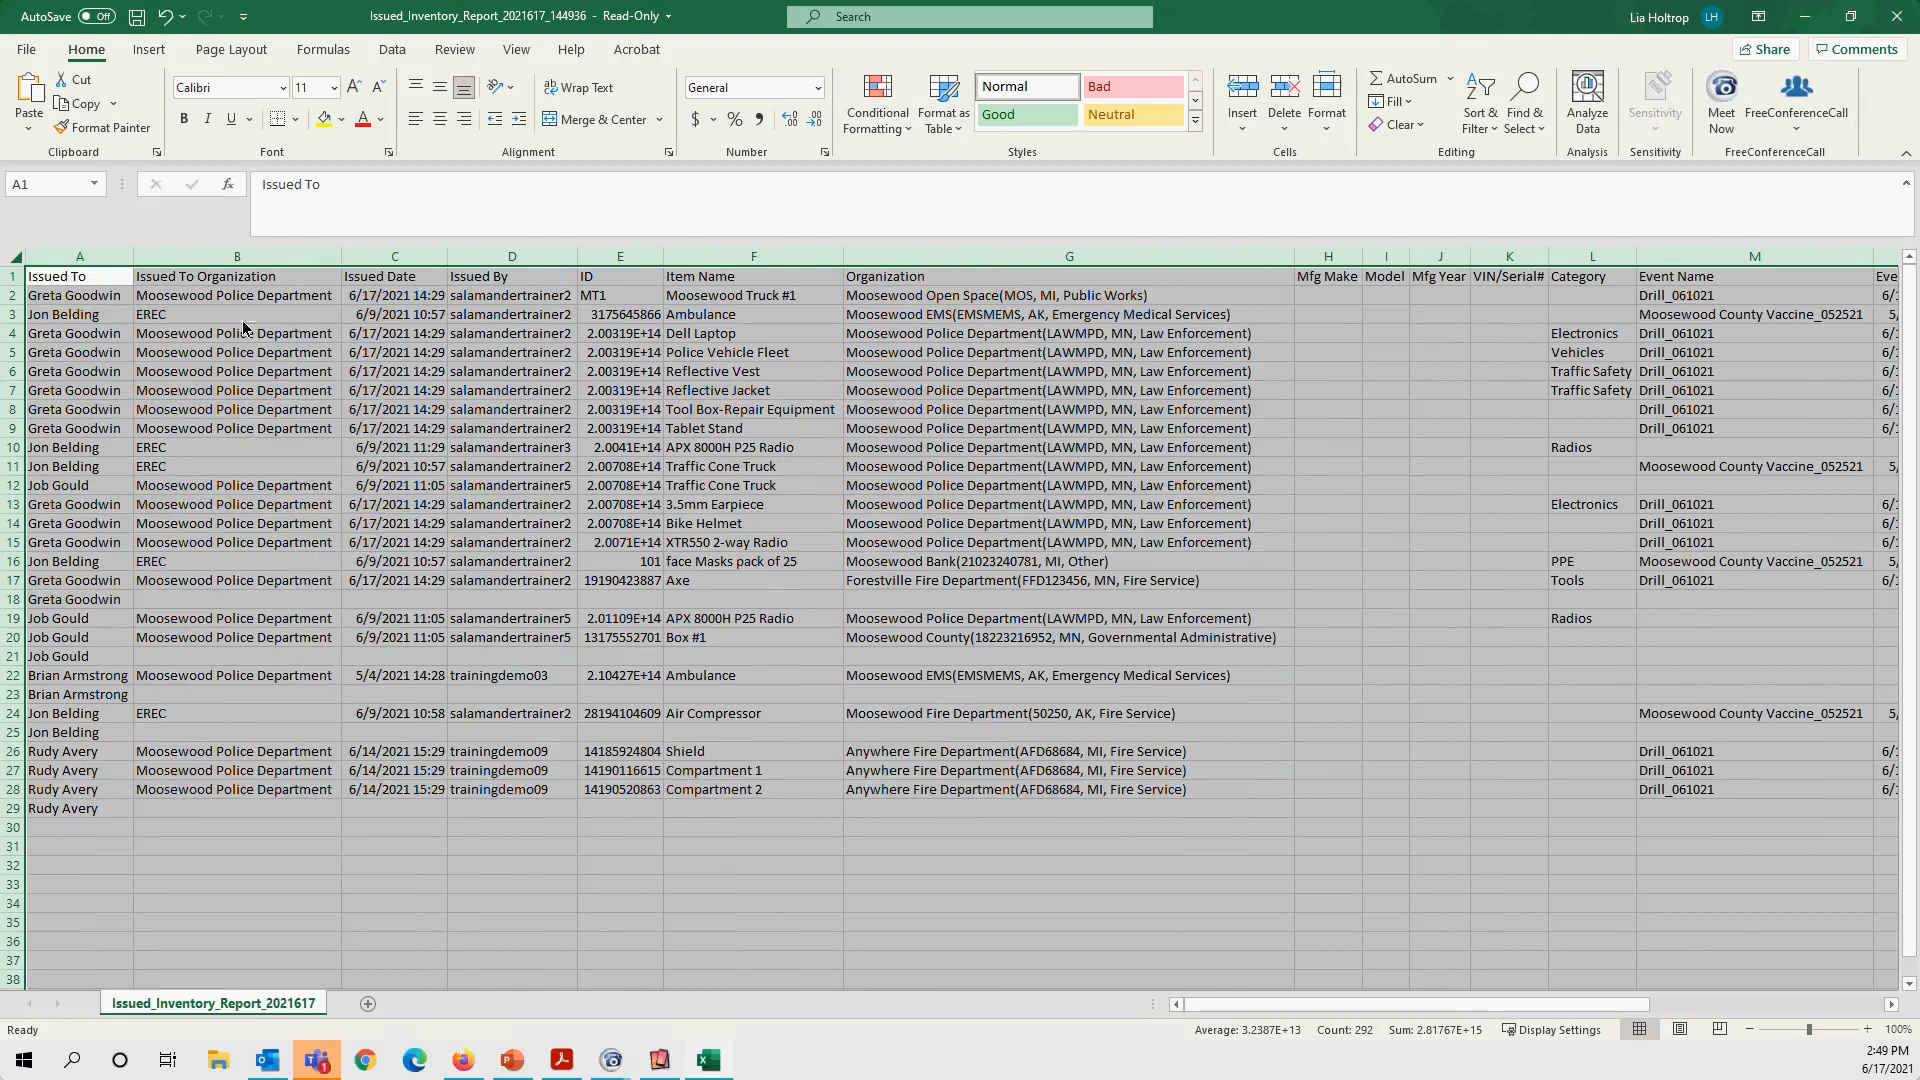 AutoSave Off Issued_Inventory_Report_2021617_144936 - Read-Only Search Lia Holtrop LH
File Home Insert Page Layout Formulas Data Review View Help Acrobat Share Comments
Paste Cut Copy Format Painter
Calibri 11 B I U A A
Wrap Text Merge & Center
General $ % 9
Conditional Formatting Format as Table
Normal Bad
Good Neutral
Insert Delete Format
AutoSum Fill Clear Sort & Filter Find & Select
Analyze Data Sensitivity Meet Now FreeConferenceCall
Clipboard Font Alignment Number Styles Cells Editing Analysis Sensitivity FreeConferenceCall
A1 fx Issued To
A B C D E F G H I J K L M
1 Issued To Issued To Organization Issued Date Issued By ID Item Name Organization Mfg Make Model Mfg Year VIN/Serial# Category Event Name Eve
2 Greta Goodwin Moosewood Police Department 6/17/2021 14:29 salamandertrainer2 MT1 Moosewood Truck #1 Moosewood Open Space(MOS, MI, Public Works) Drill_061021 6/1
3 Jon Belding EREC 6/9/2021 10:57 salamandertrainer2 3175645866 Ambulance Moosewood EMS(EMSMEMS, AK, Emergency Medical Services) Moosewood County Vaccine_052521 5,
4 Greta Goodwin Moosewood Police Department 6/17/2021 14:29 salamandertrainer2 2.00319E+14 Dell Laptop Moosewood Police Department(LAWMPD, MN, Law Enforcement) Electronics Drill_061021 6/1
5 Greta Goodwin Moosewood Police Department 6/17/2021 14:29 salamandertrainer2 2.00319E+14 Police Vehicle Fleet Moosewood Police Department(LAWMPD, MN, Law Enforcement) Vehicles Drill_061021 6/1
6 Greta Goodwin Moosewood Police Department 6/17/2021 14:29 salamandertrainer2 2.00319E+14 Reflective Vest Moosewood Police Department(LAWMPD, MN, Law Enforcement) Traffic Safety Drill_061021 6/1
7 Greta Goodwin Moosewood Police Department 6/17/2021 14:29 salamandertrainer2 2.00319E+14 Reflective Jacket Moosewood Police Department(LAWMPD, MN, Law Enforcement) Traffic Safety Drill_061021 6/1
8 Greta Goodwin Moosewood Police Department 6/17/2021 14:29 salamandertrainer2 2.00319E+14 Tool Box-Repair Equipment Moosewood Police Department(LAWMPD, MN, Law Enforcement) Drill_061021 6/1
9 Greta Goodwin Moosewood Police Department 6/17/2021 14:29 salamandertrainer2 2.00319E+14 Tablet Stand Moosewood Police Department(LAWMPD, MN, Law Enforcement) Drill_061021 6/1
10 Jon Belding EREC 6/9/2021 11:29 salamandertrainer3 2.0041E+14 APX 8000H P25 Radio Moosewood Police Department(LAWMPD, MN, Law Enforcement) Radios
11 Jon Belding EREC 6/9/2021 10:57 salamandertrainer2 2.00708E+14 Traffic Cone Truck Moosewood Police Department(LAWMPD, MN, Law Enforcement) Moosewood County Vaccine_052521 5,
12 Job Gould Moosewood Police Department 6/9/2021 11:05 salamandertrainer5 2.00708E+14 Traffic Cone Truck Moosewood Police Department(LAWMPD, MN, Law Enforcement)
13 Greta Goodwin Moosewood Police Department 6/17/2021 14:29 salamandertrainer2 2.00708E+14 3.5mm Earpiece Moosewood Police Department(LAWMPD, MN, Law Enforcement) Electronics Drill_061021 6/1
14 Greta Goodwin Moosewood Police Department 6/17/2021 14:29 salamandertrainer2 2.00708E+14 Bike Helmet Moosewood Police Department(LAWMPD, MN, Law Enforcement) Drill_061021 6/1
15 Greta Goodwin Moosewood Police Department 6/17/2021 14:29 salamandertrainer2 2.0071E+14 XTR550 2-way Radio Moosewood Police Department(LAWMPD, MN, Law Enforcement) Drill_061021 6/1
16 Jon Belding EREC 6/9/2021 10:57 salamandertrainer2 101 face Masks pack of 25 Moosewood Bank(21023240781, MI, Other) PPE Moosewood County Vaccine_052521 5,
17 Greta Goodwin Moosewood Police Department 6/17/2021 14:29 salamandertrainer2 19190423887 Axe Forestville Fire Department(FFD123456, MN, Fire Service) Tools Drill_061021 6/1
18 Greta Goodwin
19 Job Gould Moosewood Police Department 6/9/2021 11:05 salamandertrainer5 2.01109E+14 APX 8000H P25 Radio Moosewood Police Department(LAWMPD, MN, Law Enforcement) Radios
20 Job Gould Moosewood Police Department 6/9/2021 11:05 salamandertrainer5 13175552701 Box #1 Moosewood County(18223216952, MN, Governmental Administrative)
21 Job Gould
22 Brian Armstrong Moosewood Police Department 5/4/2021 14:28 trainingdemo03 2.10427E+14 Ambulance Moosewood EMS(EMSMEMS, AK, Emergency Medical Services)
23 Brian Armstrong
24 Jon Belding EREC 6/9/2021 10:58 salamandertrainer2 28194104609 Air Compressor Moosewood Fire Department(50250, AK, Fire Service) Moosewood County Vaccine_052521 5,
25 Jon Belding
26 Rudy Avery Moosewood Police Department 6/14/2021 15:29 trainingdemo09 14185924804 Shield Anywhere Fire Department(AFD68684, MI, Fire Service) Drill_061021 6/1
27 Rudy Avery Moosewood Police Department 6/14/2021 15:29 trainingdemo09 14190116615 Compartment 1 Anywhere Fire Department(AFD68684, MI, Fire Service) Drill_061021 6/1
28 Rudy Avery Moosewood Police Department 6/14/2021 15:29 trainingdemo09 14190520863 Compartment 2 Anywhere Fire Department(AFD68684, MI, Fire Service) Drill_061021 6/1
29 Rudy Avery
30
31
32
33
34
35
36
37
38
Issued_Inventory_Report_2021617
Ready Average: 3.2387E+13 Count: 292 Sum: 2.81767E+15 Display Settings 100%
2:49 PM
6/17/2021